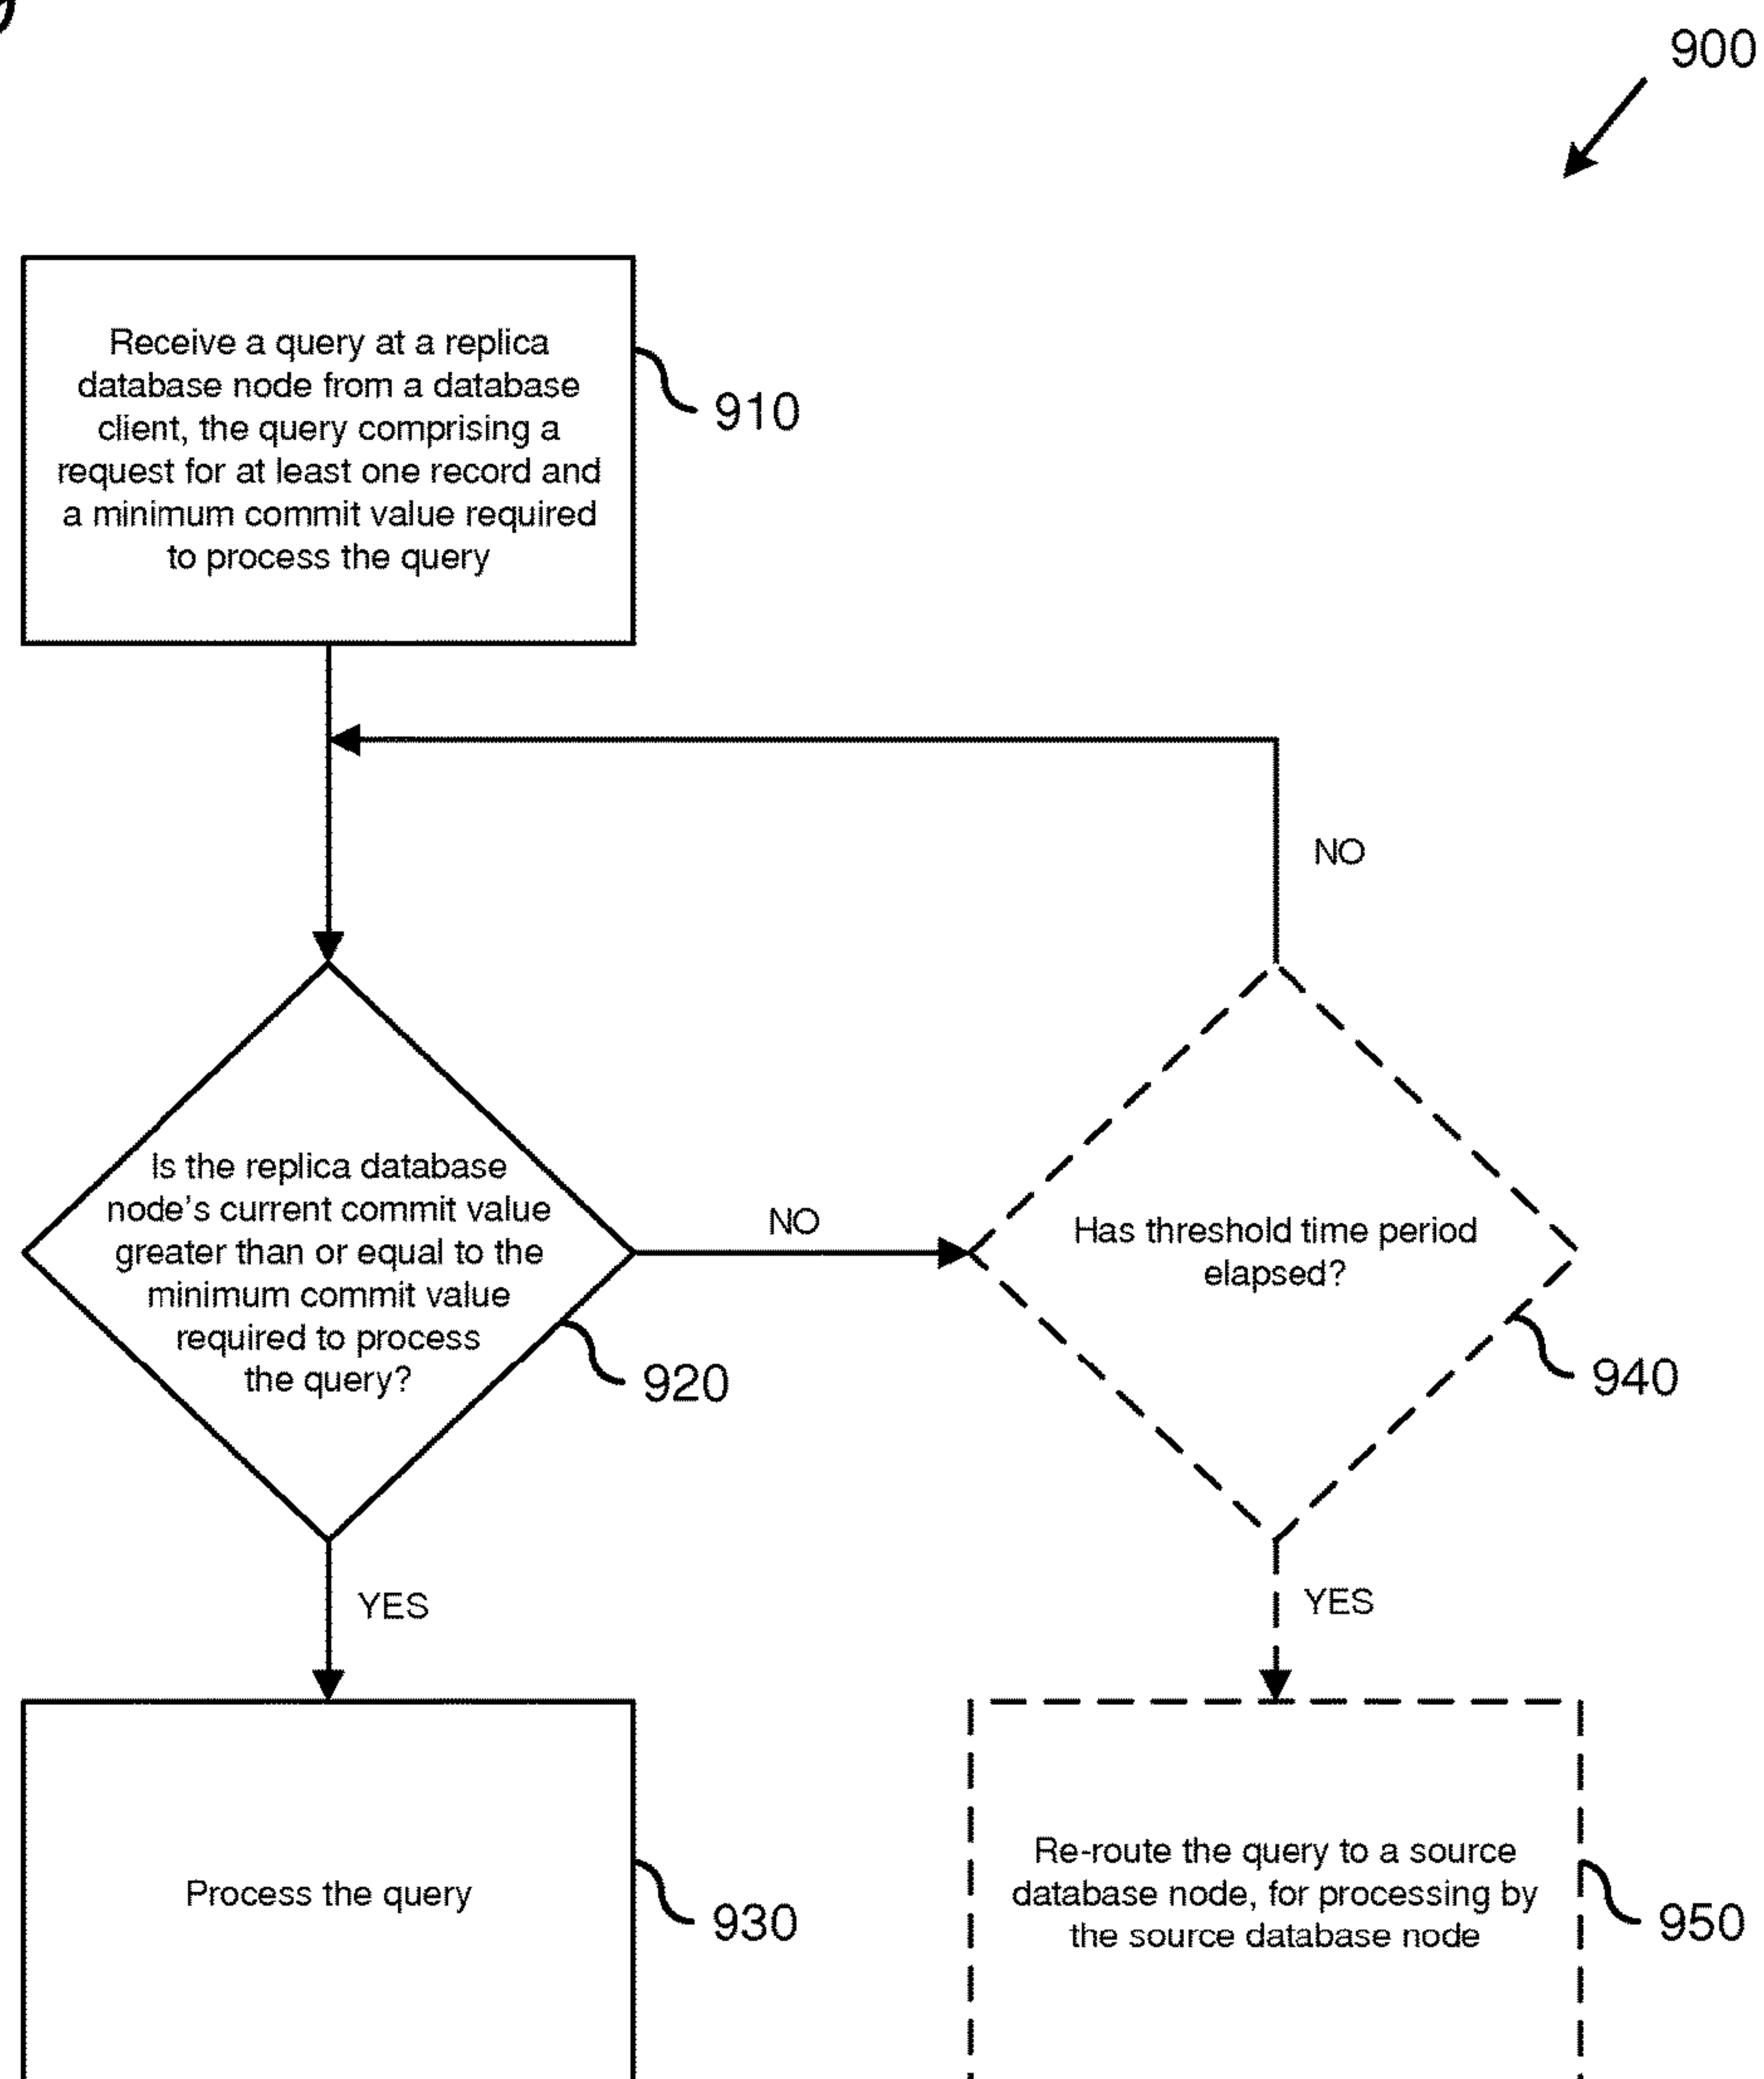 900
Receive a query at a replica
database node from a database
client, the query comprising a
request for at least one record and
a minimum commit value required
to process the query
910
NO
Is the replica database
node's current commit value
greater than or equal to the
minimum commit value
required to process
the query?
920
NO
Has threshold time period
elapsed?
940
YES
YES
Process the query
930
Re-route the query to a source
database node, for processing by
the source database node
950